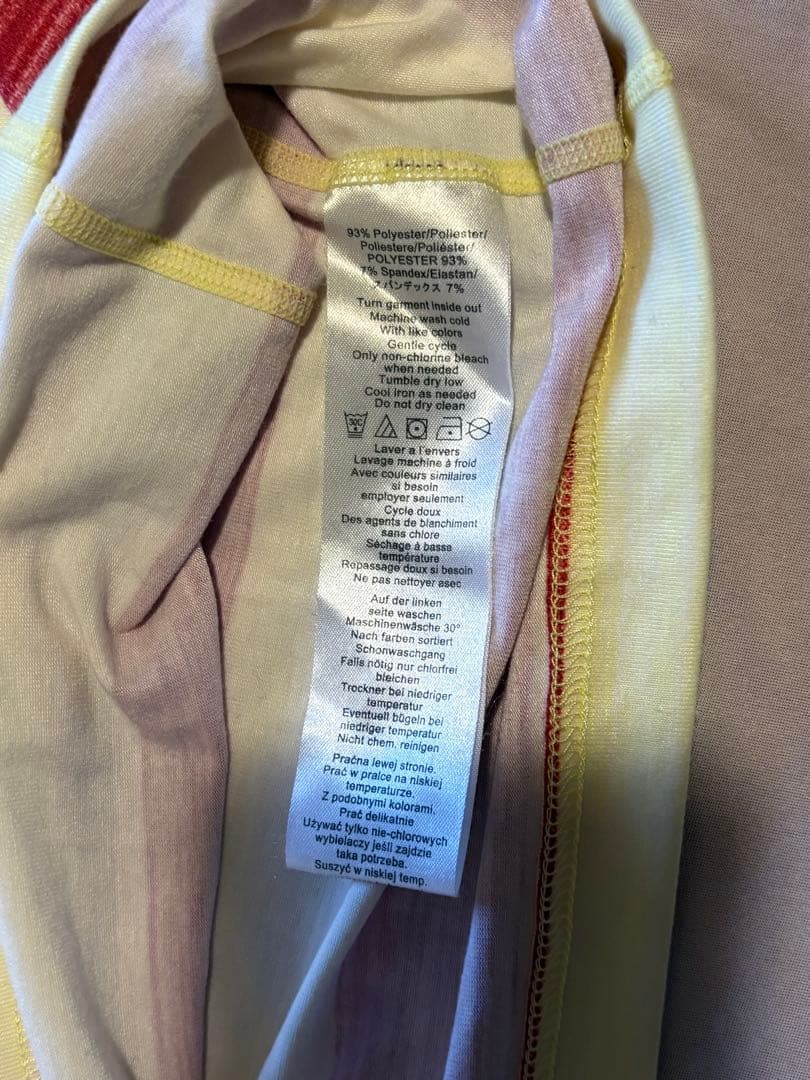 93% Polyester/Poliester/
Poliestere/Poliéster/
POLYESTER 93%
7% Spandex/Elastan/
スパンデックス 7%
Turn garment inside out
Machine wash cold
With like colors
Gentle cycle
Only non-chlorine bleach
when needed
Tumble dry low
Cool iron as needed
Do not dry clean
30C
Laver a l'envers
Lavage machine à froid
Avec couleurs similaires
si besoin
employer seulement
Cycle doux
Des agents de blanchiment
sans chlore
Séchage à basse
température
Repassage doux si besoin
Ne pas nettoyer asec
Auf der linken
seite waschen
Maschinenwäsche 30°
Nach farben sortiert
Schonwaschgang
Falls nötig nur chlorfrei
bleichen
Trockner bei niedriger
temperatur
Eventuell bügeln bei
niedriger temperatur
Nicht chem. reinigen
Praćna lewej stronie.
Prać w pralce na niskiej
temperaturze.
Z podobnymi kolorami.
Prać delikatnie
Używać tylko nie-chlorowych
wybielaczy jeśli zajdzie
taka potrzeba.
Suszyć w niskiej temp.